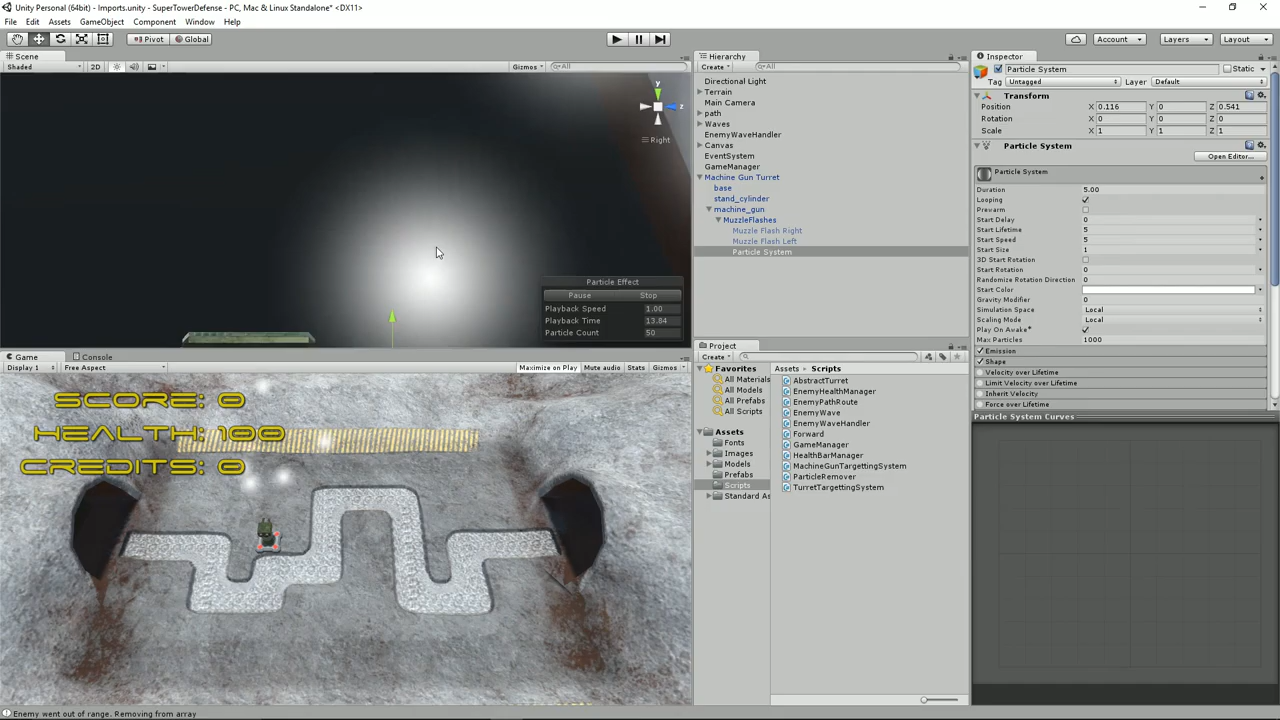 Unity Personal (64bit) - Imports.unity - SuperTowerDefense - PC, Mac & Linux Standalone* <DX11>
File Edit Assets GameObject Component Window Help
Pivot Global Account Layers Layout
Scene
Shaded 2D Gizmos All
y
z
Right
Particle Effect
Pause Stop
Playback Speed 1.00
Playback Time 13.84
Particle Count 50
Game Console
Display 1 Free Aspect Maximize on Play Mute audio Stats Gizmos
SCORE: 0
HEALTH: 100
CREDITS: 0
Enemy went out of range. Removing from array
Hierarchy
Create All
Directional Light
Terrain
Main Camera
path
Waves
EnemyWaveHandler
Canvas
EventSystem
GameManager
Machine Gun Turret
base
stand_cylinder
machine_gun
MuzzleFlashes
Muzzle Flash Right
Muzzle Flash Left
Particle System
Project
Create
Favorites
All Materials
All Models
All Prefabs
All Scripts
Assets
Fonts
Images
Models
Prefabs
Scripts
Standard As
Assets Scripts
AbstractTurret
EnemyHealthManager
EnemyPathRoute
EnemyWave
EnemyWaveHandler
Forward
GameManager
HealthBarManager
MachineGunTargettingSystem
ParticleRemover
TurretTargettingSystem
Inspector
Particle System Static
Tag Untagged Layer Default
Transform
Position X 0.116 Y 0 Z 0.541
Rotation X 0 Y 0 Z 0
Scale X 1 Y 1 Z 1
Particle System
Open Editor...
Particle System
Duration 5.00
Looping
Prewarm
Start Delay 0
Start Lifetime 5
Start Speed 5
Start Size 1
3D Start Rotation
Start Rotation 0
Randomize Rotation Direction 0
Start Color
Gravity Modifier 0
Simulation Space Local
Scaling Mode Local
Play On Awake*
Max Particles 1000
Emission
Shape
Velocity over Lifetime
Limit Velocity over Lifetime
Inherit Velocity
Force over Lifetime
Particle System Curves